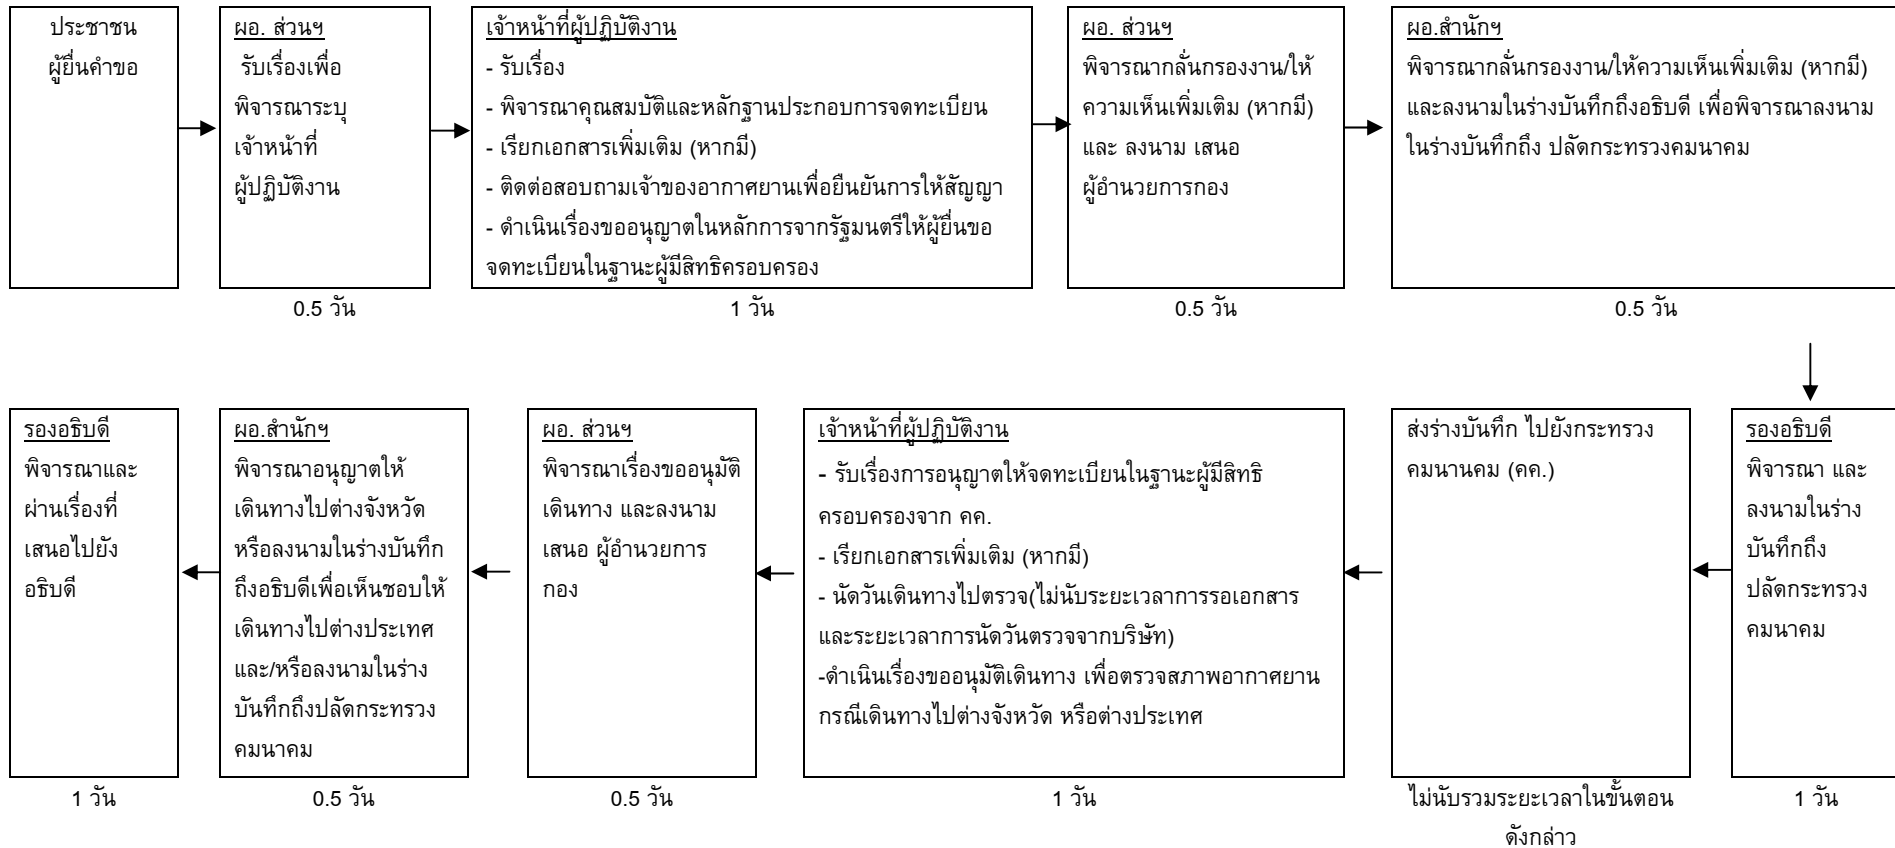 ประชาชน
ผู้ยื่นคำขอ
ผอ. ส่วนฯ
รับเรื่องเพื่อ
พิจารณาระบุ
เจ้าหน้าที่
ผู้ปฏิบัติงาน
0.5 วัน
เจ้าหน้าที่ผู้ปฏิบัติงาน
- รับเรื่อง
- พิจารณาคุณสมบัติและหลักฐานประกอบการจดทะเบียน
- เรียกเอกสารเพิ่มเติม (หากมี)
- ติดต่อสอบถามเจ้าของอากาศยานเพื่อยืนยันการให้สัญญา
- ดำเนินเรื่องขออนุญาตในหลักการจากรัฐมนตรีให้ผู้ยื่นขอ
จดทะเบียนในฐานะผู้มีสิทธิครอบครอง
1 วัน
ผอ. ส่วนฯ
พิจารณากลั่นกรองงาน/ให้
ความเห็นเพิ่มเติม (หากมี)
และ ลงนาม เสนอ
ผู้อำนวยการกอง
0.5 วัน
ผอ.สำนักฯ
พิจารณากลั่นกรองงาน/ให้ความเห็นเพิ่มเติม (หากมี)
และลงนามในร่างบันทึกถึงอธิบดี เพื่อพิจารณาลงนาม
ในร่างบันทึกถึง ปลัดกระทรวงคมนาคม
0.5 วัน
รองอธิบดี
พิจารณา และ
ลงนามในร่าง
บันทึกถึง
ปลัดกระทรวง
คมนาคม
1 วัน
ส่งร่างบันทึก ไปยังกระทรวง
คมนานคม (คค.)
ไม่นับรวมระยะเวลาในขั้นตอน
ดังกล่าว
เจ้าหน้าที่ผู้ปฏิบัติงาน
- รับเรื่องการอนุญาตให้จดทะเบียนในฐานะผู้มีสิทธิ
ครอบครองจาก คค.
- เรียกเอกสารเพิ่มเติม (หากมี)
- นัดวันเดินทางไปตรวจ(ไม่นับระยะเวลาการรอเอกสาร
และระยะเวลาการนัดวันตรวจจากบริษัท)
-ดำเนินเรื่องขออนุมัติเดินทาง เพื่อตรวจสภาพอากาศยาน
กรณีเดินทางไปต่างจังหวัด หรือต่างประเทศ
1 วัน
ผอ. ส่วนฯ
พิจารณาเรื่องขออนุมัติ
เดินทาง และลงนาม
เสนอ ผู้อำนวยการ
กอง
0.5 วัน
ผอ.สำนักฯ
พิจารณาอนุญาตให้
เดินทางไปต่างจังหวัด
หรือลงนามในร่างบันทึก
ถึงอธิบดีเพื่อเห็นชอบให้
เดินทางไปต่างประเทศ
และ/หรือลงนามในร่าง
บันทึกถึงปลัดกระทรวง
คมนาคม
0.5 วัน
รองอธิบดี
พิจารณาและ
ผ่านเรื่องที่
เสนอไปยัง
อธิบดี
1 วัน